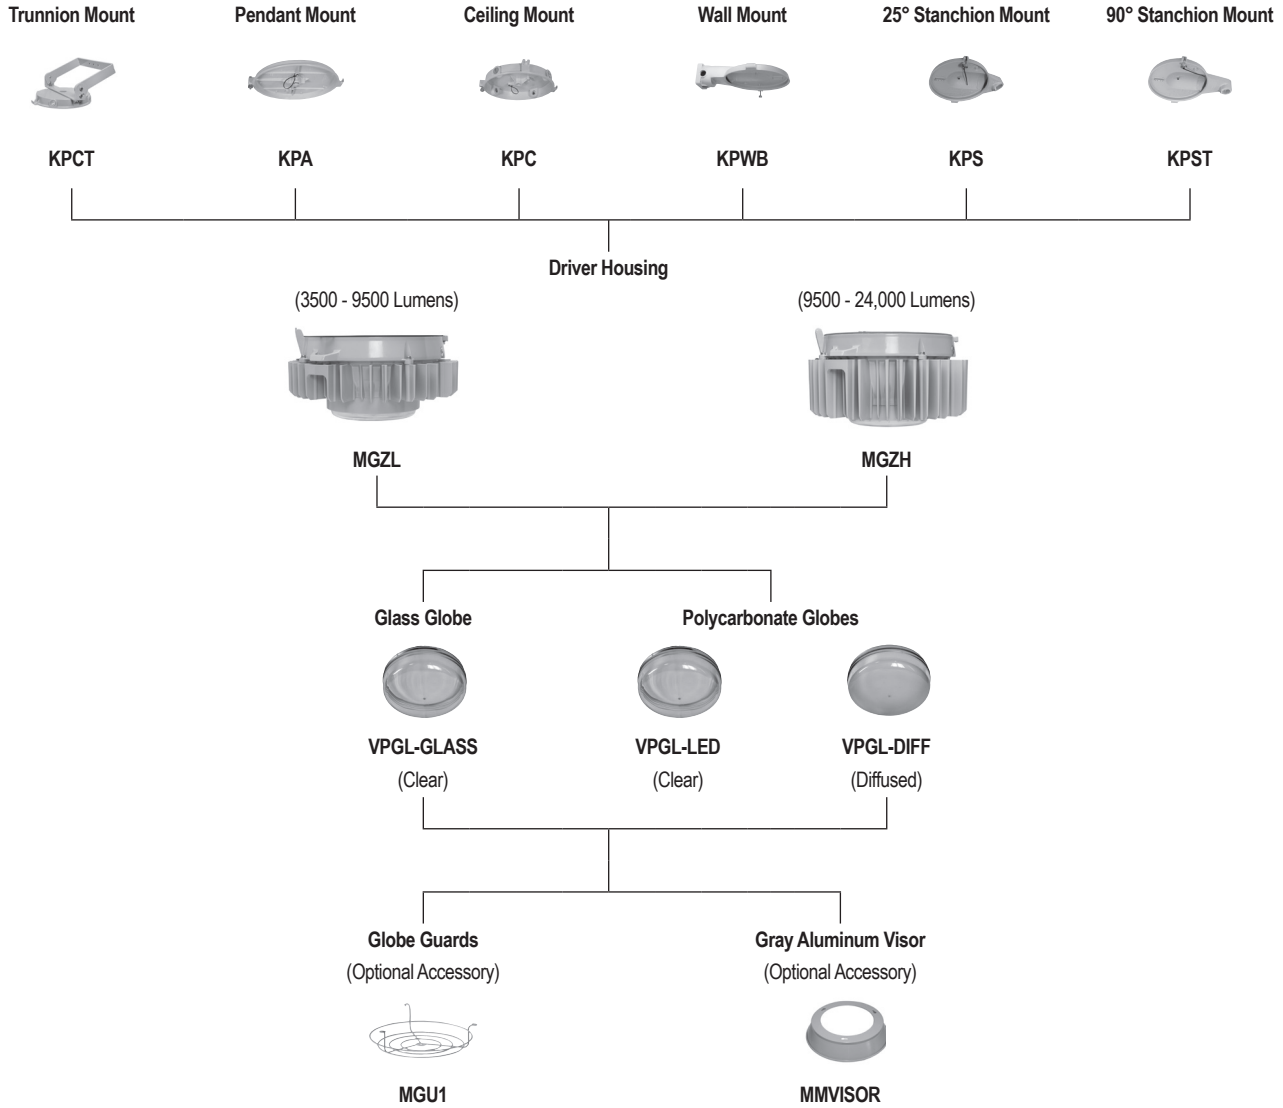 Trunnion Mount
Pendant Mount
Ceiling Mount
Wall Mount
25° Stanchion Mount
90° Stanchion Mount
KPCT
KPA
KPC
KPWB
KPS
KPST
Driver Housing
(3500 - 9500 Lumens)
(9500 - 24,000 Lumens)
MGZL
MGZH
Glass Globe
Polycarbonate Globes
VPGL-GLASS
VPGL-LED
VPGL-DIFF
(Clear)
(Clear)
(Diffused)
Globe Guards
Gray Aluminum Visor
(Optional Accessory)
(Optional Accessory)
MGU1
MMVISOR